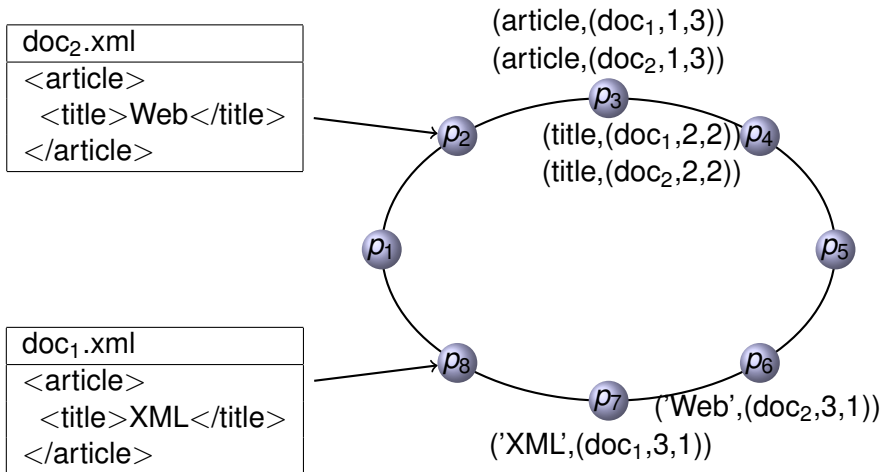 doc₂.xml
<article>
<title>Web</title>
</article>
(article,(doc₁,1,3))
(article,(doc₂,1,3))
p₃
p₂
(title,(doc₁,2,2))
p₄
(title,(doc₂,2,2))
p₁
p₅
doc₁.xml
<article>
<title>XML</title>
</article>
p₈
p₆
p₇
('Web',(doc₂,3,1))
('XML',(doc₁,3,1))